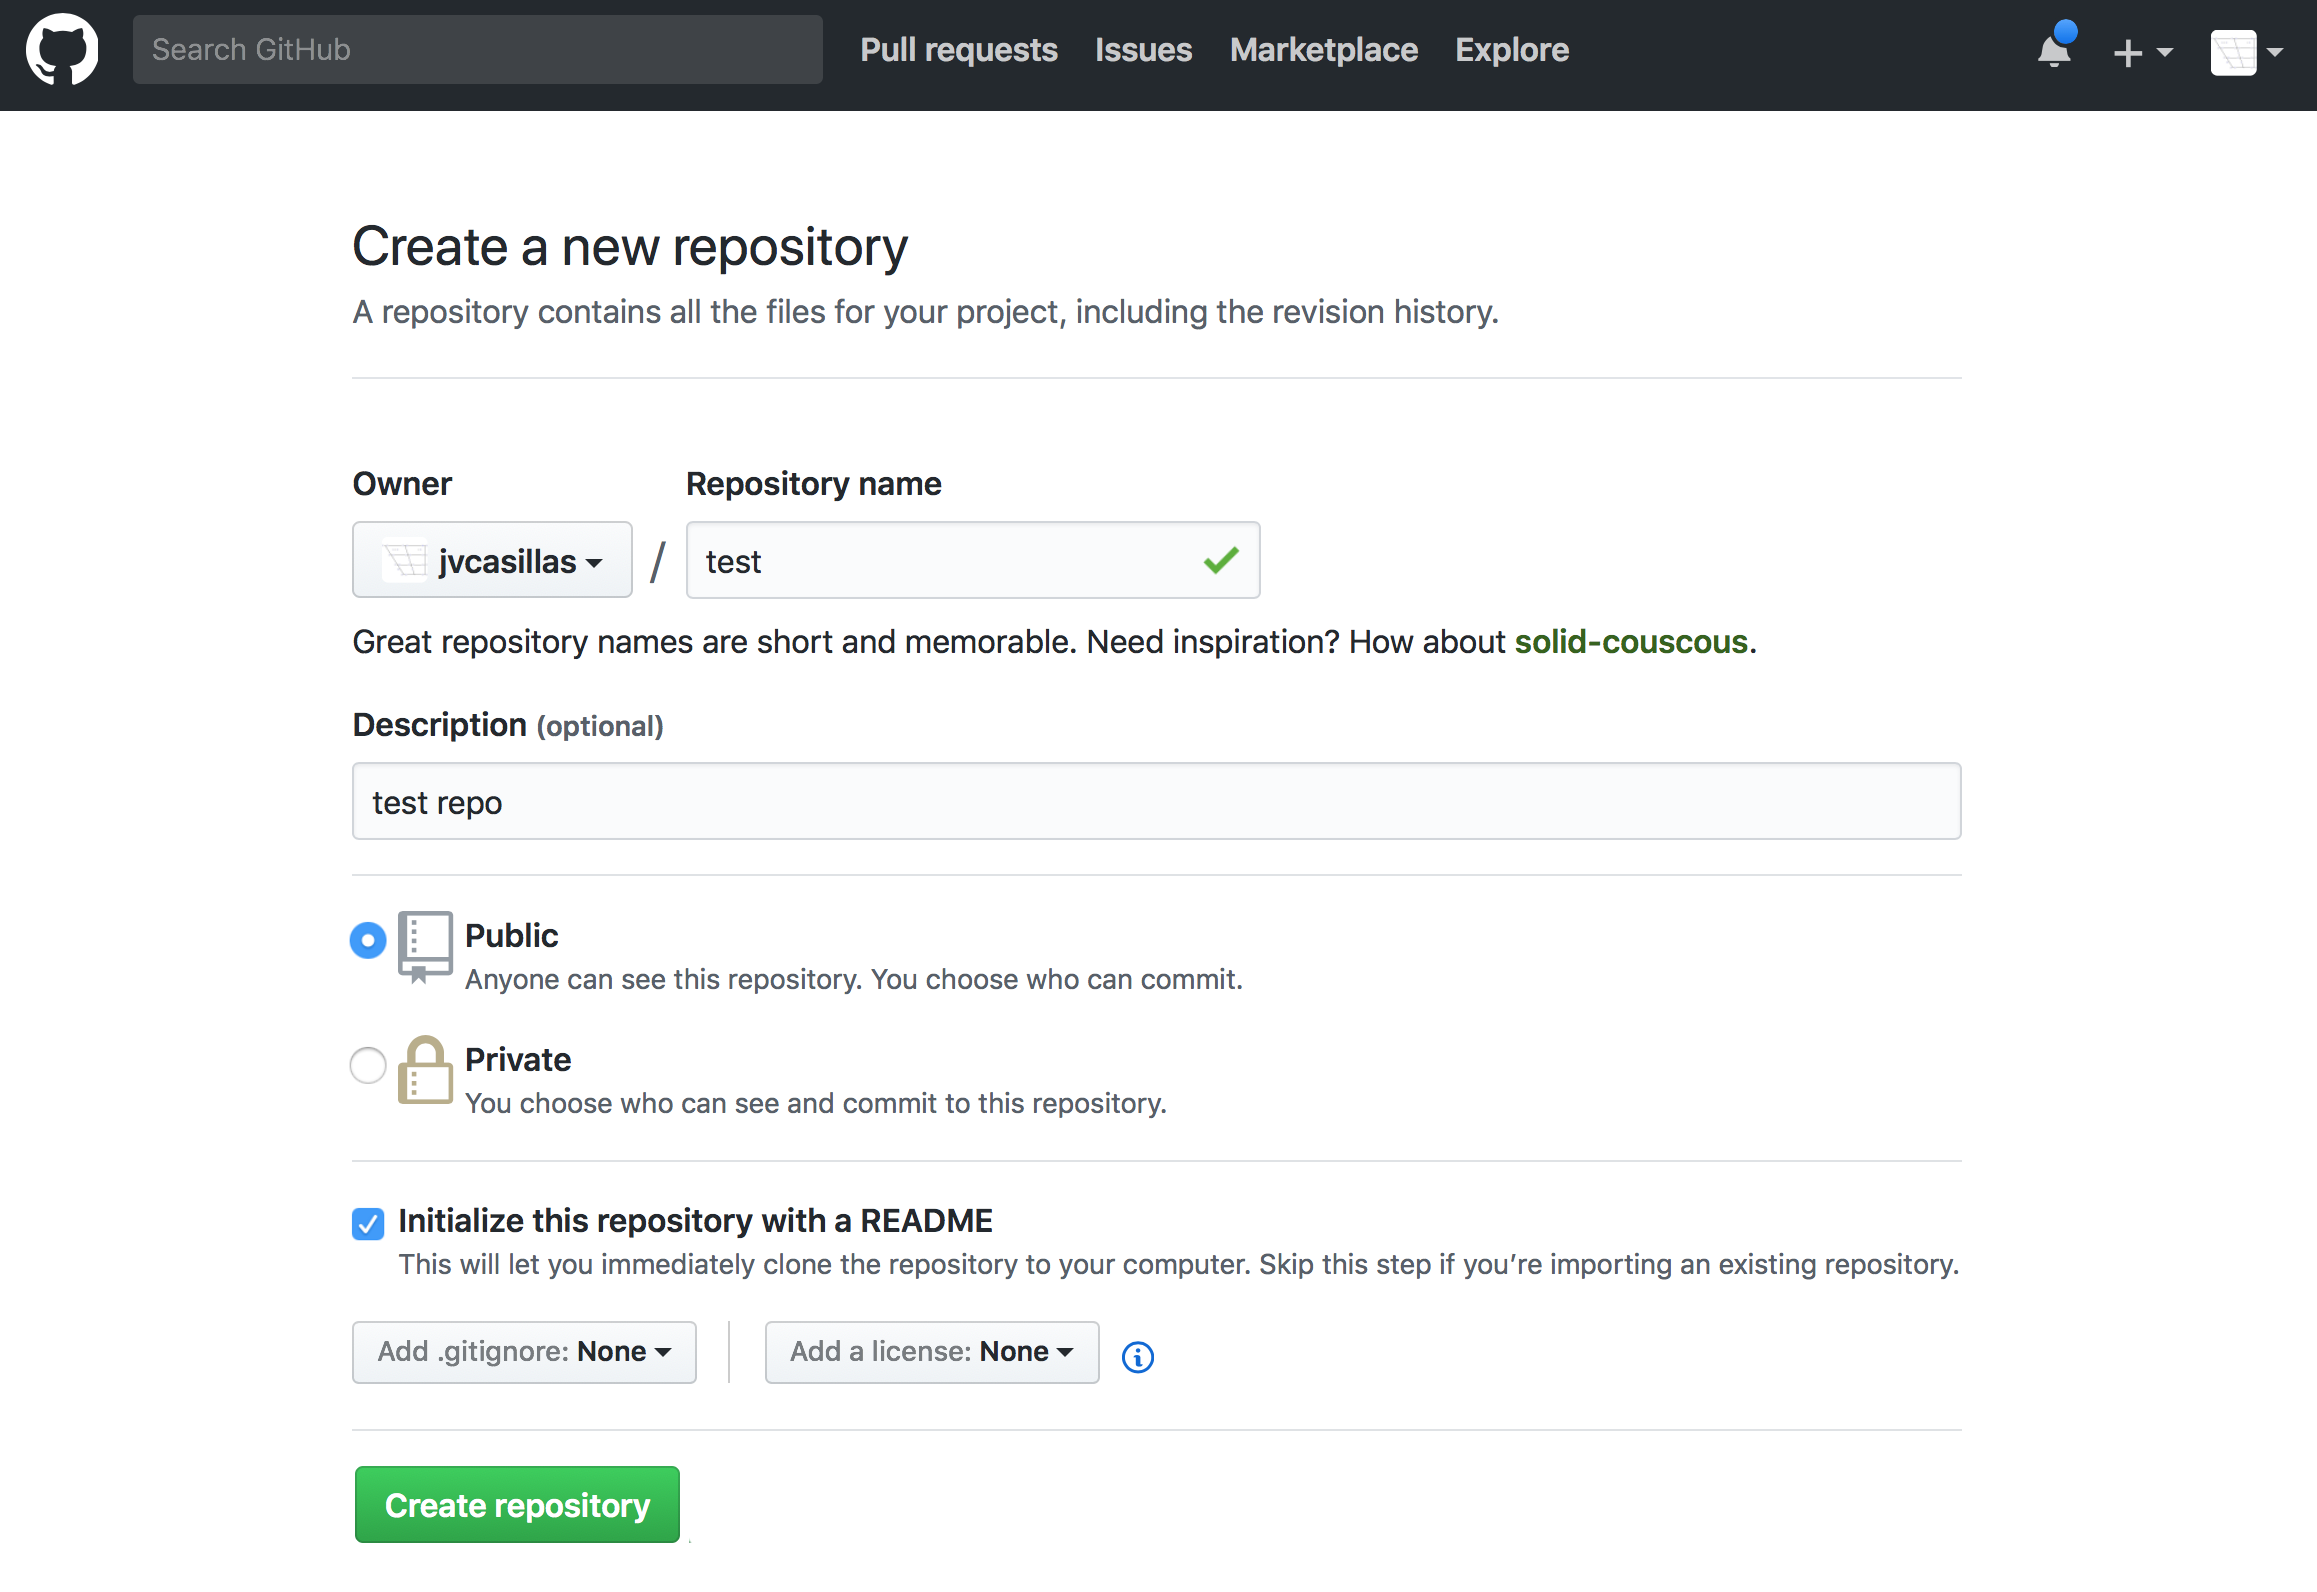 Search GitHub Pull requests Issues Marketplace Explore
Create a new repository
A repository contains all the files for your project, including the revision history.
Owner Repository name
jvcasillas / test
Great repository names are short and memorable. Need inspiration? How about solid-couscous.
Description (optional)
test repo
Public
Anyone can see this repository. You choose who can commit.
Private
You choose who can see and commit to this repository.
Initialize this repository with a README
This will let you immediately clone the repository to your computer. Skip this step if you’re importing an existing repository.
Add .gitignore: None Add a license: None
Create repository